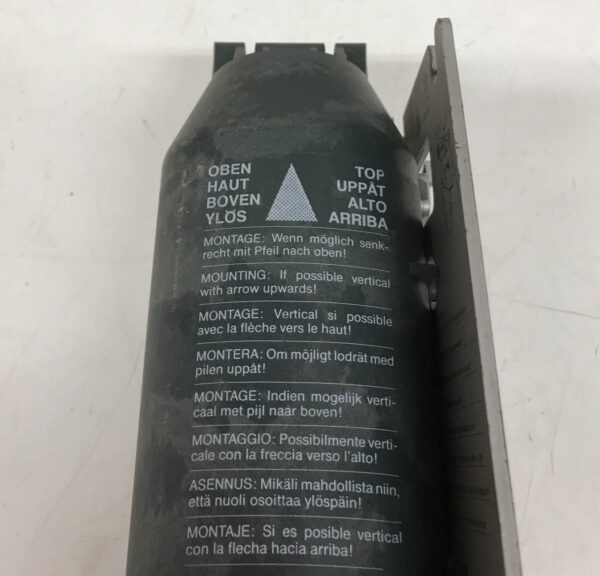 OBEN
HAUT
BOVEN
YLÖS
TOP
UPPÅT
ALTO
ARRIBA
MONTAGE: Wenn möglich senk-
recht mit Pfeil nach oben!
MOUNTING: If possible vertical
with arrow upwards!
MONTAGE: Vertical si possible
avec la flèche vers le haut!
MONTERA: Om möjligt lodrät med
pilen uppåt!
MONTAGE: Indien mogelijk verti-
caal met pijl naar boven!
MONTAGGIO: Possibilmente verti-
cale con la freccia verso l'alto!
ASENNUS: Mikäli mahdollista niin,
että nuoli osoittaa ylöspäin!
MONTAJE: Si es posible vertical
con la flecha hacia arriba!